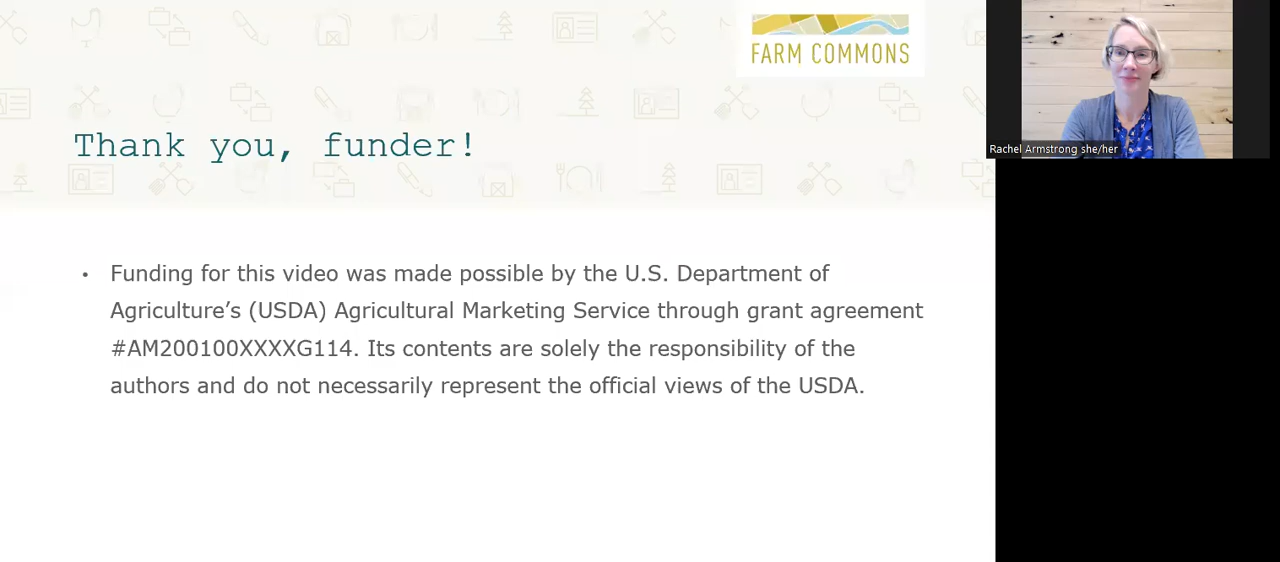 FARM COMMONS
Thank you, funder!
• Funding for this video was made possible by the U.S. Department of
Agriculture’s (USDA) Agricultural Marketing Service through grant agreement
#AM200100XXXXG114. Its contents are solely the responsibility of the
authors and do not necessarily represent the official views of the USDA.
Rachel Armstrong she/her